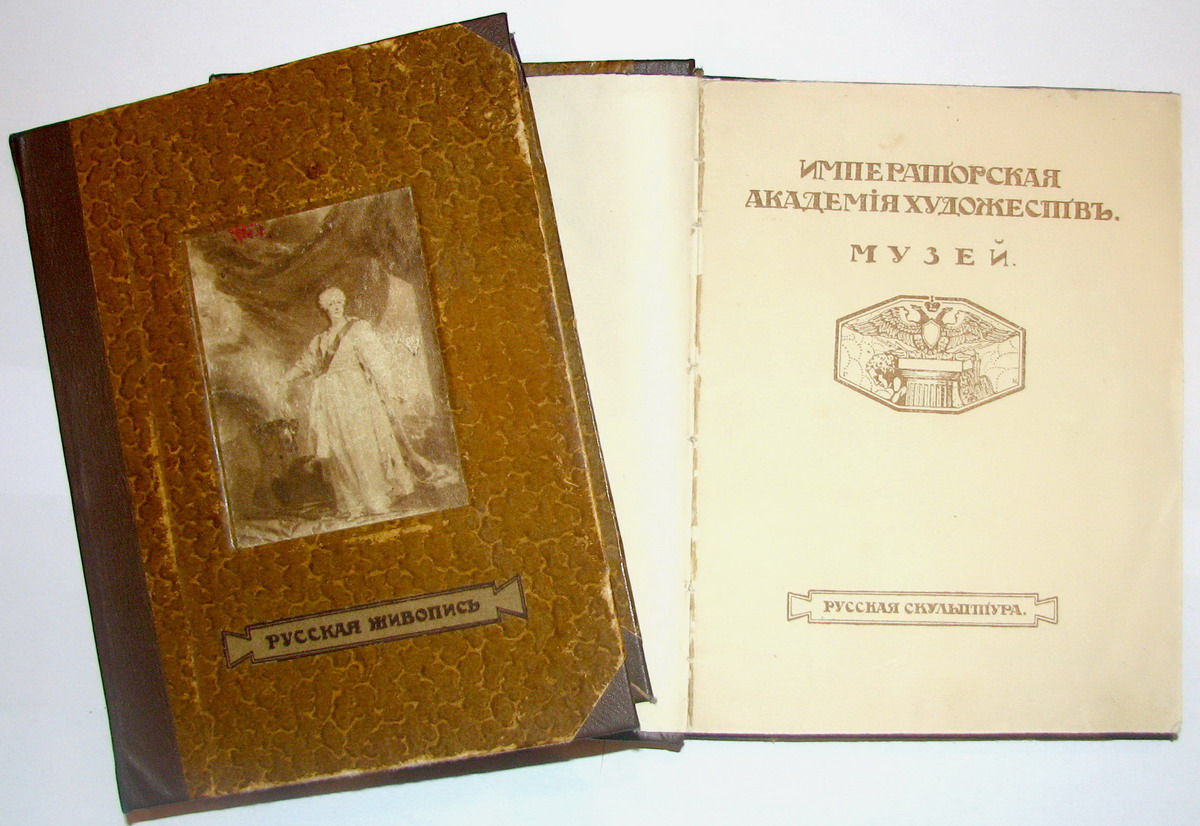 РУССКАЯ ЖИВОПИСЬ
ИМПЕРАТОРСКАЯ
АКАДЕМІЯ ХУДОЖЕСТВЪ.
МУЗЕЙ.
РУССКАЯ СКУЛЬПТУРА.